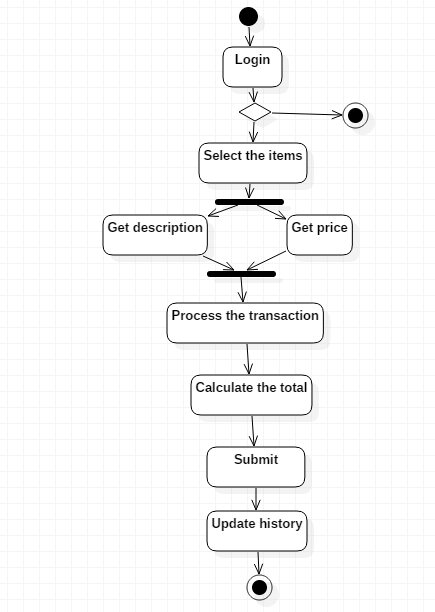 Login
Select the items
Get description
Get price
Process the transaction
Calculate the total
Submit
Update history